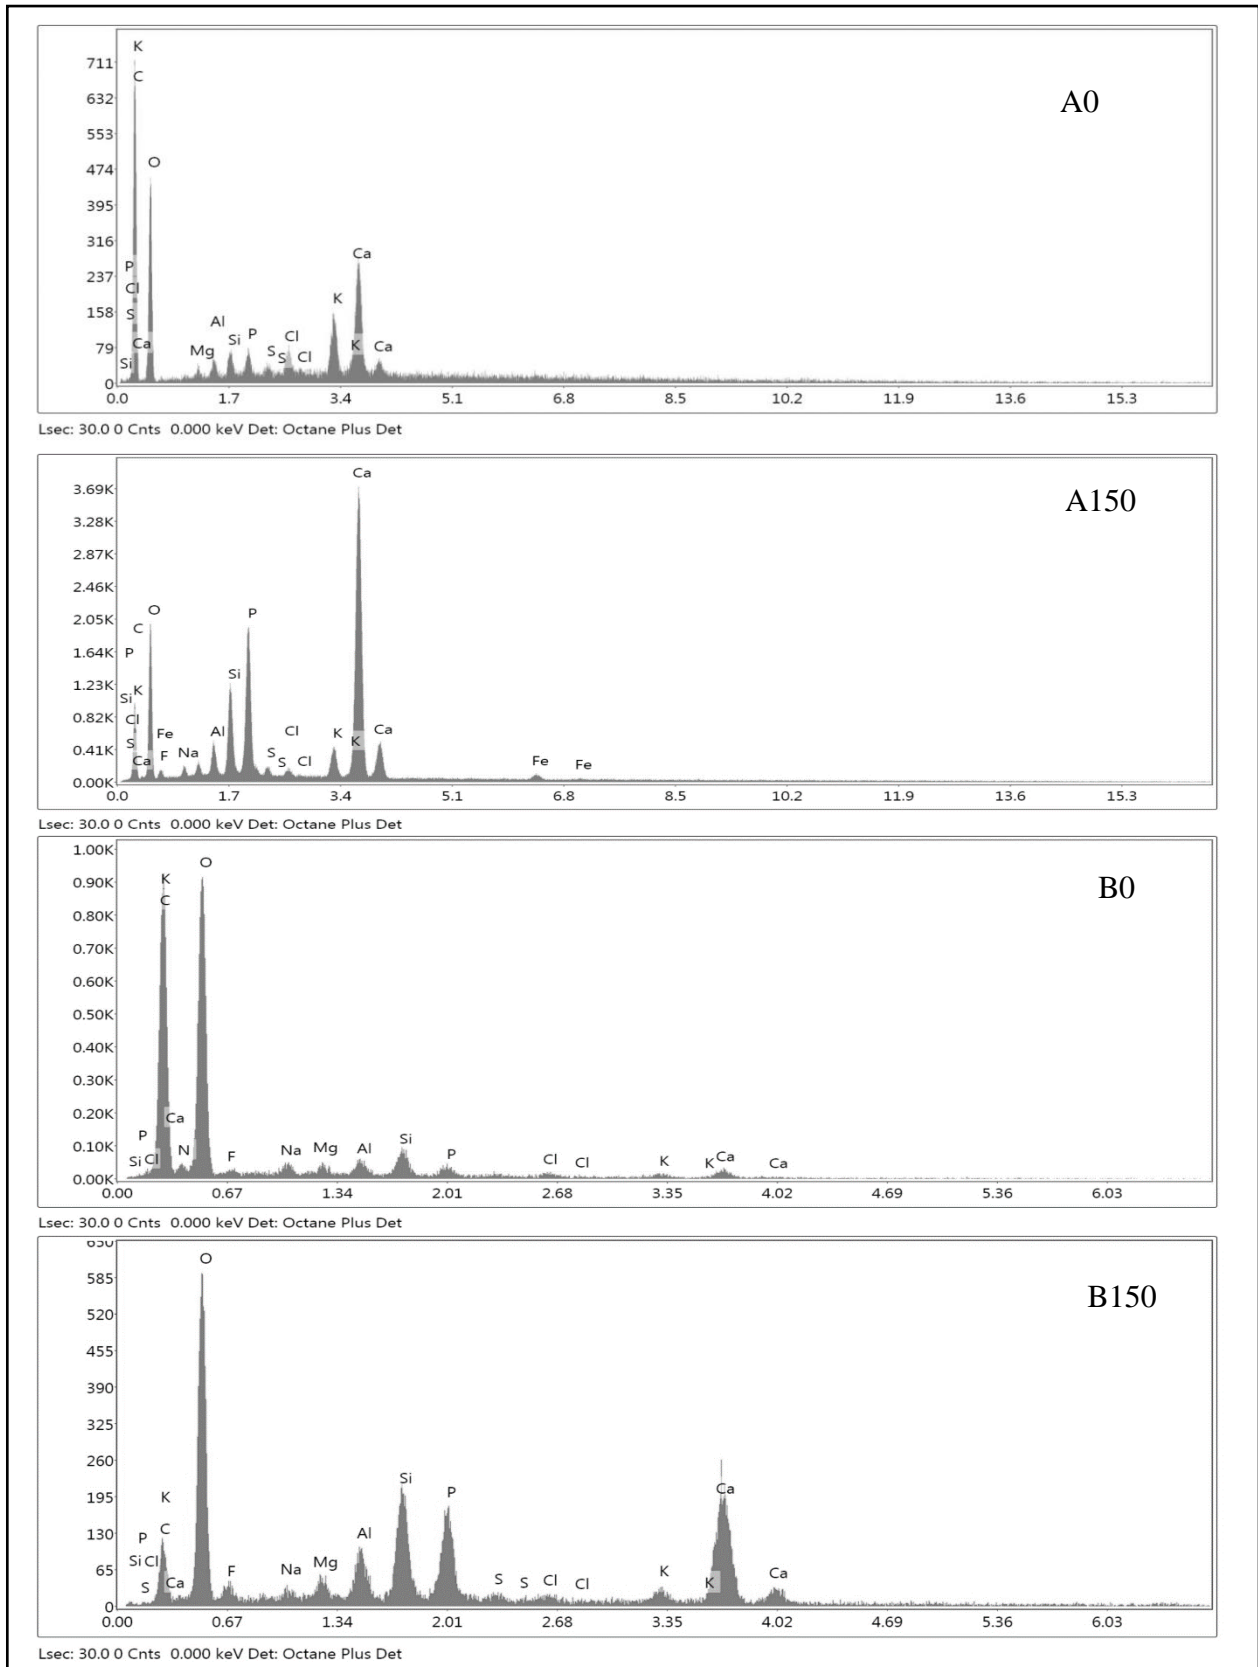 K
711
C
A0
632
553
O
474
395
316
P
Ca
237
Cl
K
158
S
Al
Cl
P
Si
Ca
K
Ca
79
Mg
S
S
Cl
Si
0
0.0 1.7 3.4 5.1 6.8 8.5 10.2 11.9 13.6 15.3
Lsec: 30.0 0 Cnts 0.000 keV Det: Octane Plus Det
Ca
3.69K
A150
3.28K
2.87K
2.46K
2.05K
O
P
C
1.64K
P
1.23K
Si
Si K
0.82K
Cl
Fe
Al
Cl
K
Ca
S
K
0.41K
F
Na
S
S
Cl
Ca
Fe
Fe
0.00K
0.0 1.7 3.4 5.1 6.8 8.5 10.2 11.9 13.6 15.3
Lsec: 30.0 0 Cnts 0.000 keV Det: Octane Plus Det
1.00K
O
0.90K
K
B0
C
0.80K
0.70K
0.60K
0.50K
0.40K
0.30K
0.20K
Ca
P
0.10K
Si Cl
N
F
Na
Mg
Al
Si
P
Cl
Cl
K
K
Ca
Ca
0.00K
0.00 0.67 1.34 2.01 2.68 3.35 4.02 4.69 5.36 6.03
Lsec: 30.0 0 Cnts 0.000 keV Det: Octane Plus Det
650
O
585
B150
520
455
390
325
260
Si
P
Ca
195
K
130
C
P
Al
Si Cl
65
S
Ca
F
Na
Mg
S
S
Cl
Cl
K
K
Ca
0
0.00 0.67 1.34 2.01 2.68 3.35 4.02 4.69 5.36 6.03
Lsec: 30.0 0 Cnts 0.000 keV Det: Octane Plus Det